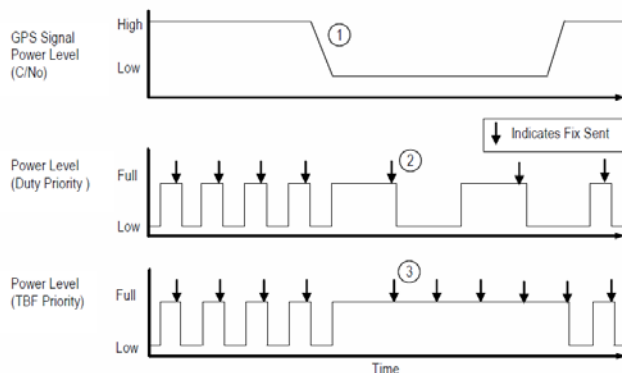 GPS Signal
Power Level
(C/No)
High
Low
1
Indicates Fix Sent
Power Level
(Duty Priority )
Full
Low
2
Power Level
(TBF Priority)
Full
Low
3
Time